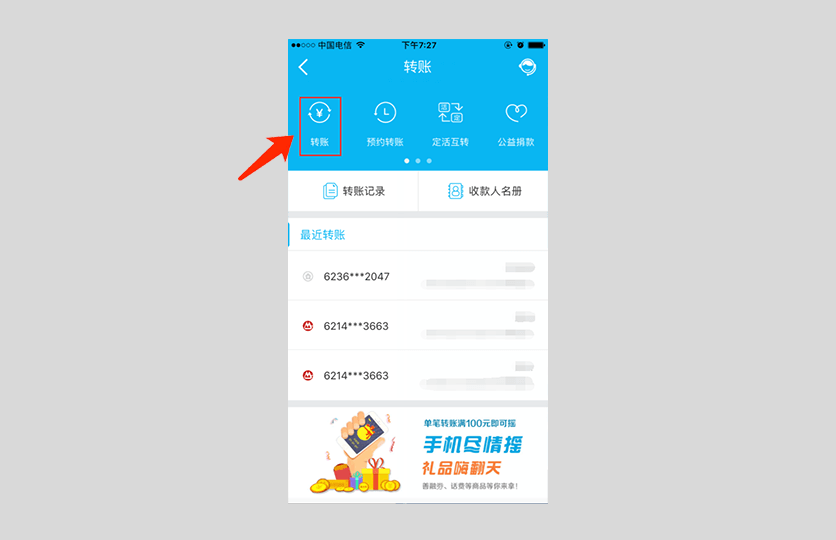 中国电信 下午7:27
转账
转账 预约转账 定活互转 公益捐款
转账记录 收款人名册
最近转账
6236***2047
6214***3663
6214***3663
单笔转账满100元即可摇
手机尽情摇
礼品嗨翻天
善融券、话费等商品等你来拿!